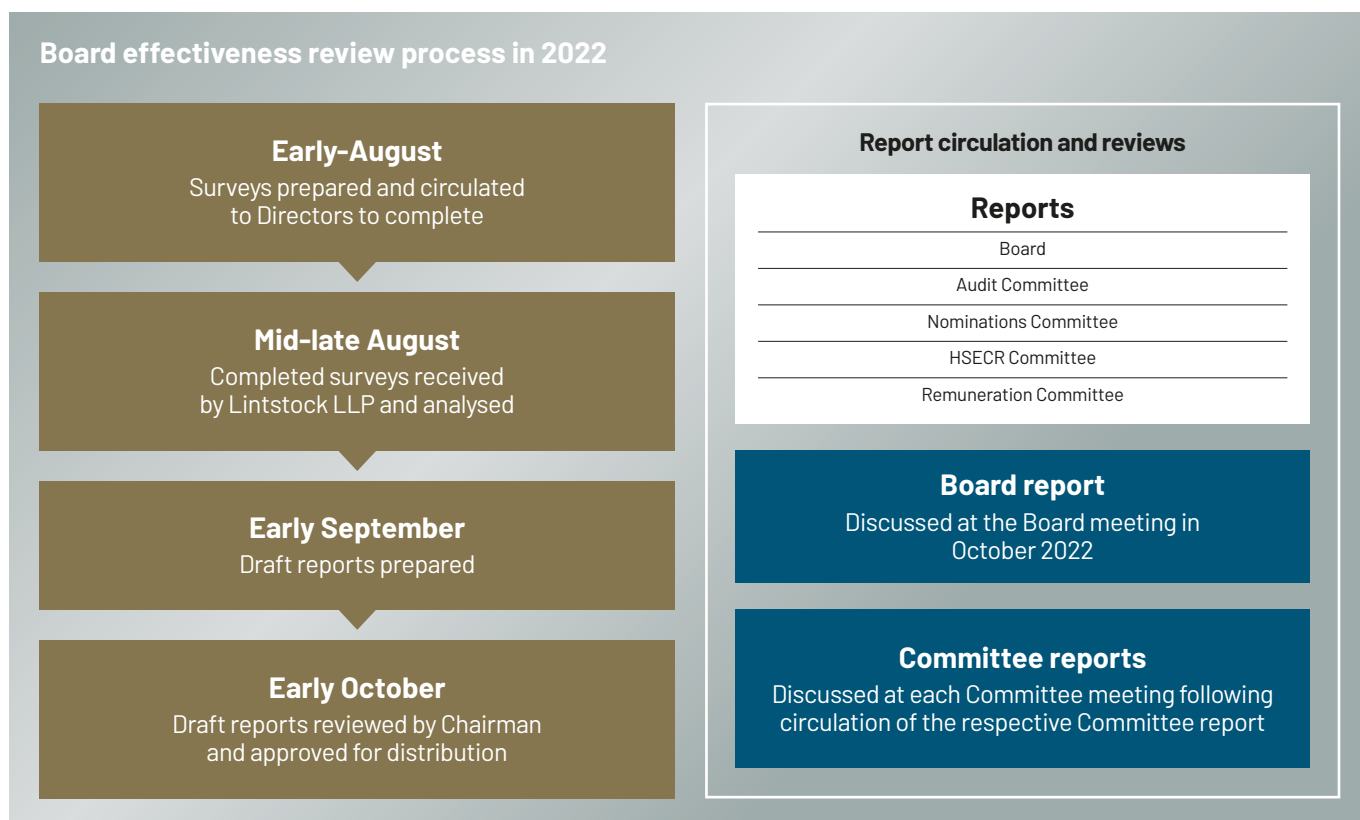 Board effectiveness review process in 2022
Early-August
Surveys prepared and circulated
to Directors to complete
Mid-late August
Completed surveys received
by Lintstock LLP and analysed
Early September
Draft reports prepared
Early October
Draft reports reviewed by Chairman
and approved for distribution
Report circulation and reviews
Reports
Board
Audit Committee
Nominations Committee
HSECR Committee
Remuneration Committee
Board report
Discussed at the Board meeting in
October 2022
Committee reports
Discussed at each Committee meeting following
circulation of the respective Committee report